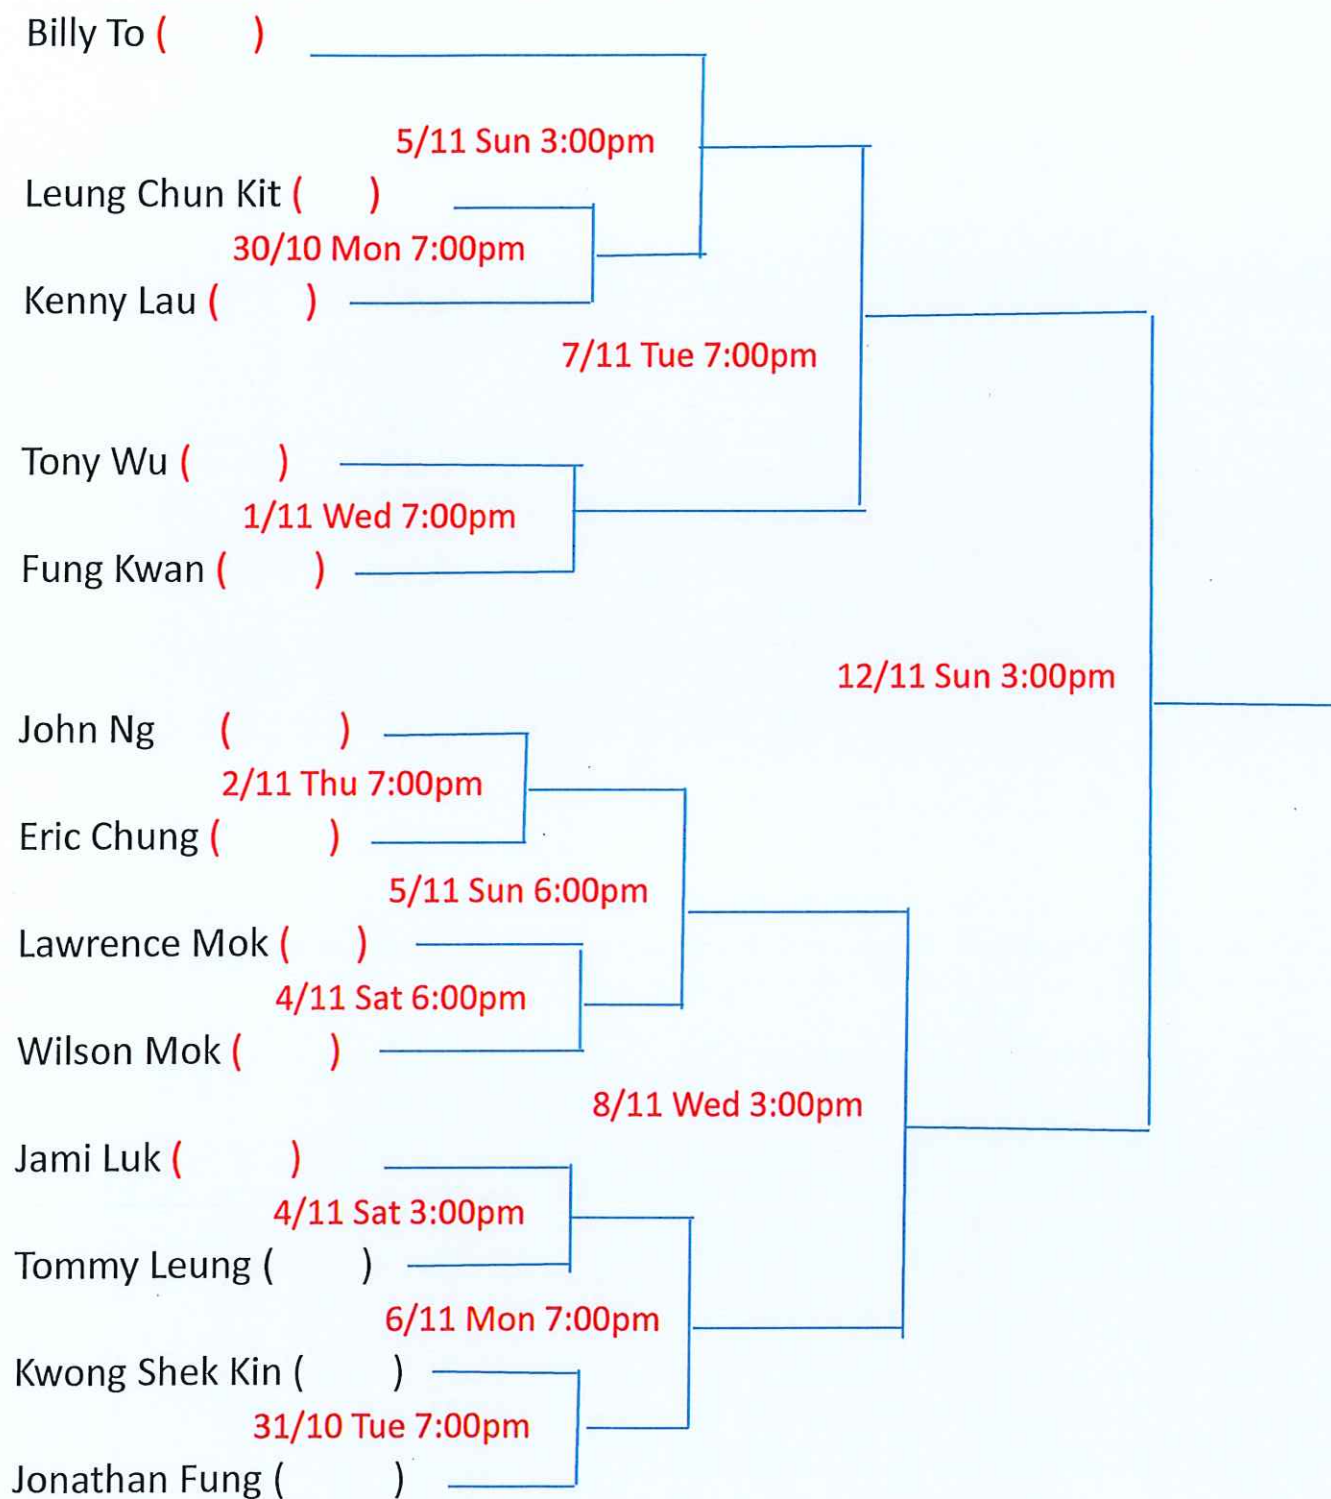 Billy To (        )
5/11 Sun 3:00pm
Leung Chun Kit (      )
30/10 Mon 7:00pm
Kenny Lau (        )
7/11 Tue 7:00pm
Tony Wu (        )
1/11 Wed 7:00pm
Fung Kwan (        )
12/11 Sun 3:00pm
John Ng      (          )
2/11 Thu 7:00pm
Eric Chung (          )
5/11 Sun 6:00pm
Lawrence Mok (      )
4/11 Sat 6:00pm
Wilson Mok (        )
8/11 Wed 3:00pm
Jami Luk (          )
4/11 Sat 3:00pm
Tommy Leung (        )
6/11 Mon 7:00pm
Kwong Shek Kin (        )
31/10 Tue 7:00pm
Jonathan Fung (          )